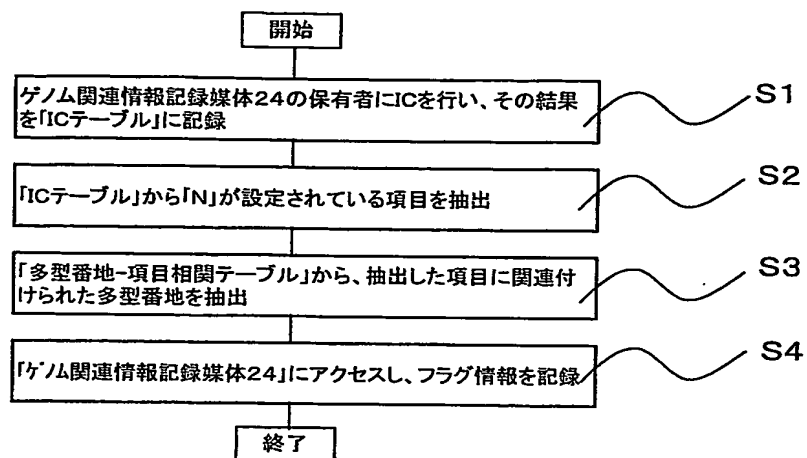 開始
ゲノム関連情報記録媒体24の保有者にICを行い、その結果
を「ICテーブル」に記録
S1
「ICテーブル」から「N」が設定されている項目を抽出
S2
「多型番地-項目相関テーブル」から、抽出した項目に関連付
けられた多型番地を抽出
S3
「ゲノム関連情報記録媒体24」にアクセスし、フラグ情報を記録
S4
終了